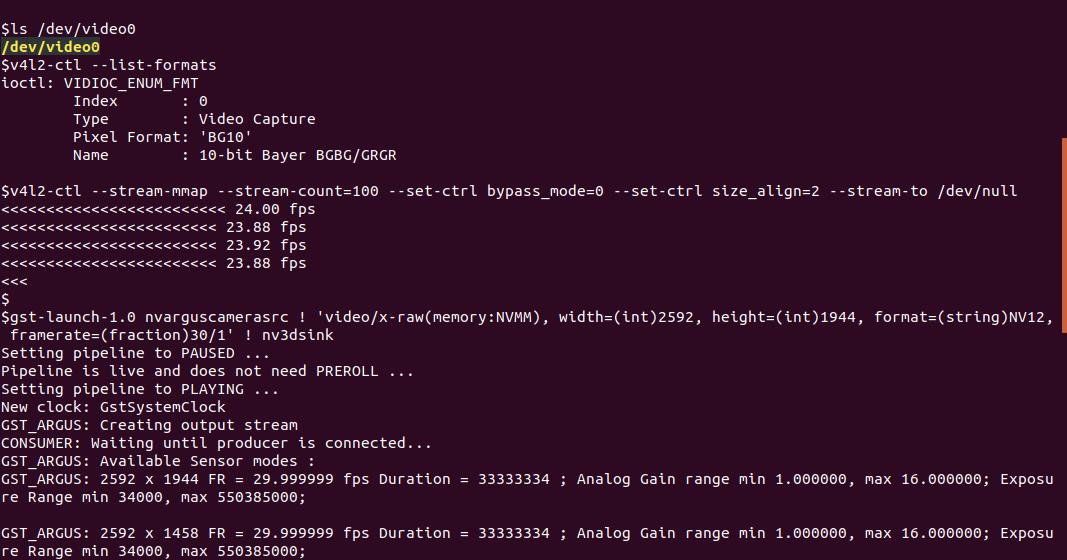 $ls /dev/video0
/dev/video0
$v4l2-ctl --list-formats
ioctl: VIDIOC_ENUM_FMT
        Index       : 0
        Type        : Video Capture
        Pixel Format: 'BG10'
        Name        : 10-bit Bayer BGBG/GRGR

$v4l2-ctl --stream-mmap --stream-count=100 --set-ctrl bypass_mode=0 --set-ctrl size_align=2 --stream-to /dev/null
<<<<<<<<<<<<<<<<<<<<<<<<< 24.00 fps
<<<<<<<<<<<<<<<<<<<<<<<< 23.88 fps
<<<<<<<<<<<<<<<<<<<<<<<< 23.92 fps
<<<<<<<<<<<<<<<<<<<<<<<< 23.88 fps
<<<
$
$gst-launch-1.0 nvarguscamerasrc ! 'video/x-raw(memory:NVMM), width=(int)2592, height=(int)1944, format=(string)NV12,
 framerate=(fraction)30/1' ! nv3dsink
Setting pipeline to PAUSED ...
Pipeline is live and does not need PREROLL ...
Setting pipeline to PLAYING ...
New clock: GstSystemClock
GST_ARGUS: Creating output stream
CONSUMER: Waiting until producer is connected...
GST_ARGUS: Available Sensor modes :
GST_ARGUS: 2592 x 1944 FR = 29.999999 fps Duration = 33333334 ; Analog Gain range min 1.000000, max 16.000000; Exposu
re Range min 34000, max 550385000;

GST_ARGUS: 2592 x 1458 FR = 29.999999 fps Duration = 33333334 ; Analog Gain range min 1.000000, max 16.000000; Exposu
re Range min 34000, max 550385000;